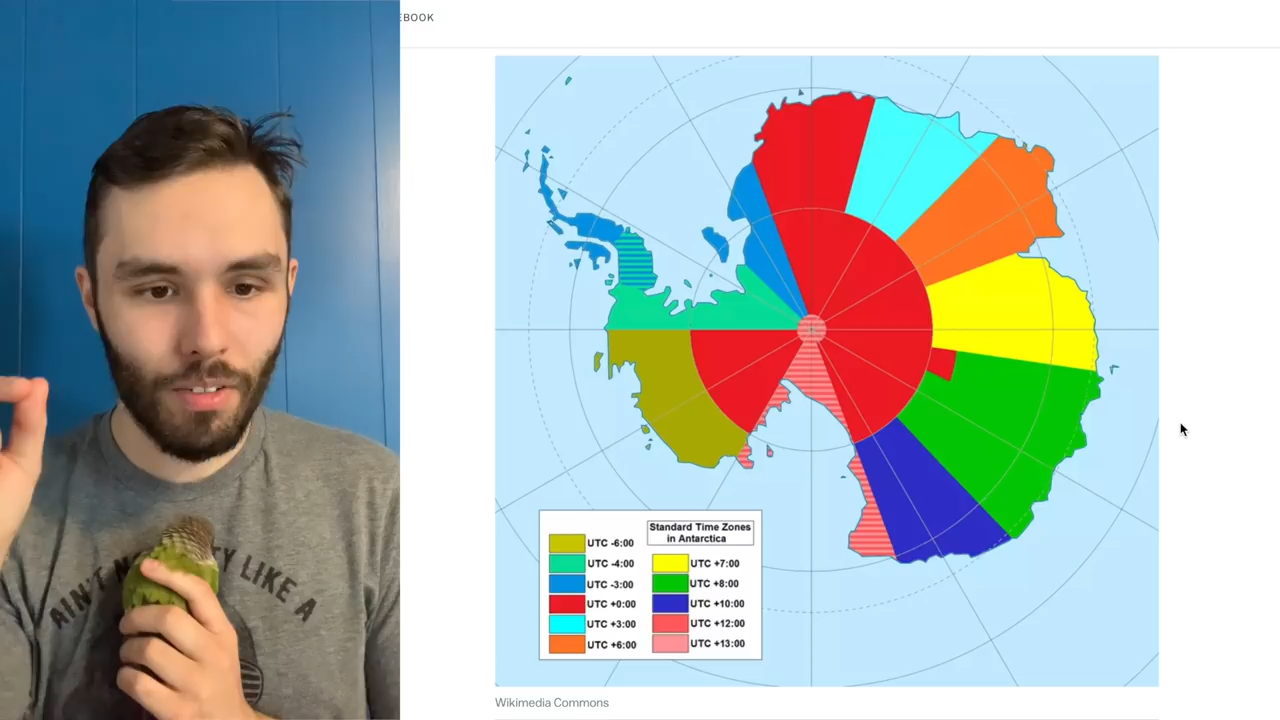 EBOOK
Standard Time Zones
in Antarctica
UTC -6:00
UTC -4:00
UTC -3:00
UTC +0:00
UTC +3:00
UTC +6:00
UTC +7:00
UTC +8:00
UTC +10:00
UTC +12:00
UTC +13:00
Wikimedia Commons
AIN'T
LIKE A